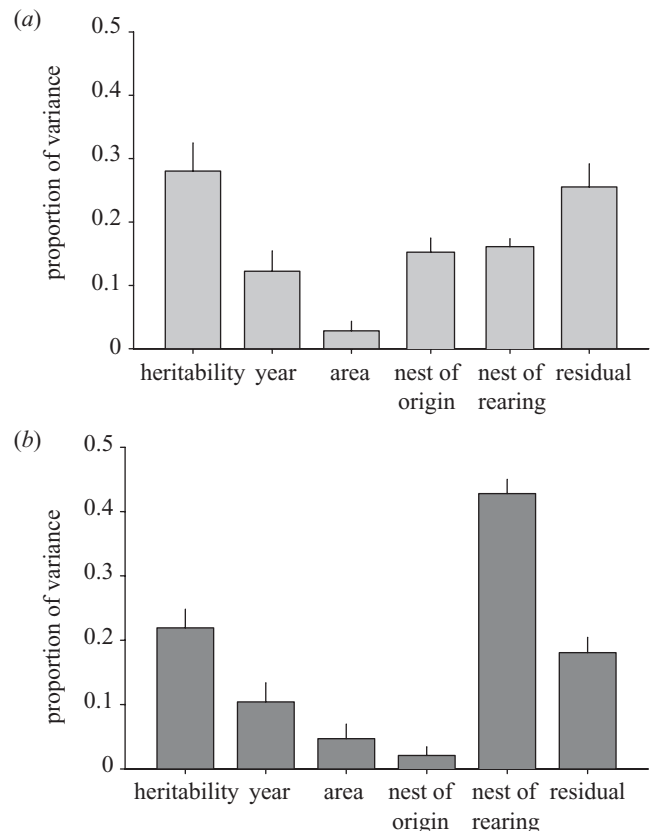 (a)
proportion of variance
0.5
0.4
0.3
0.2
0.1
0
heritability year area nest of nest of residual
origin rearing
(b)
proportion of variance
0.5
0.4
0.3
0.2
0.1
0
heritability year area nest of nest of residual
origin rearing